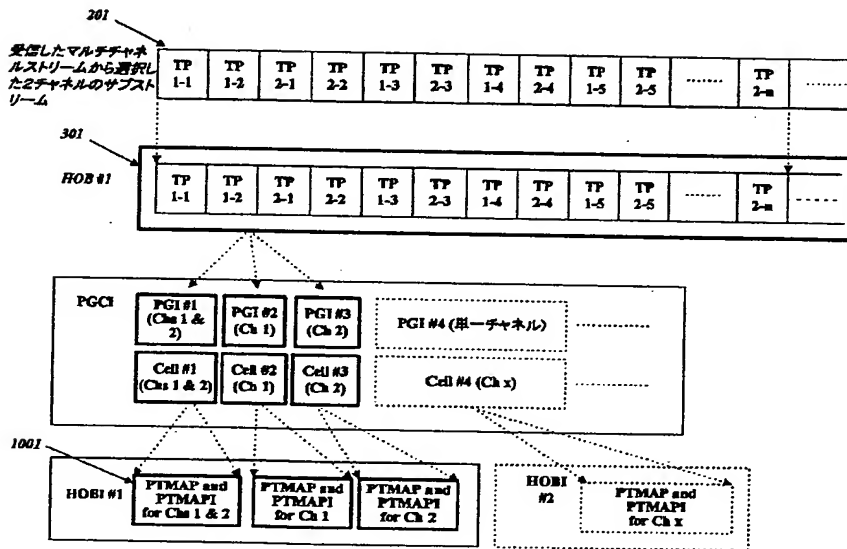 201
受信したマルチチャネ
ルストリームから選択し
た2チャネルのサブスト
リーム
TP 1-1 TP 1-2 TP 2-1 TP 2-2 TP 1-3 TP 2-3 TP 1-4 TP 2-4 TP 1-5 TP 2-5 ....... TP 2-n .......
301
HOB #1
TP 1-1 TP 1-2 TP 2-1 TP 2-2 TP 1-3 TP 2-3 TP 1-4 TP 2-4 TP 1-5 TP 2-5 ....... TP 2-n .......
PGCI
PGI #1
(Chs 1 &
2)
PGI #2
(Ch 1)
PGI #3
(Ch 2)
PGI #4 (単一チャネル)
Cell #1
(Chs 1 & 2)
Cell #2
(Ch 1)
Cell #3
(Ch 2)
Cell #4 (Ch x)
1001
HOBI #1
PTMAP and
PTMAPI
for Chs 1 & 2
PTMAP and
PTMAPI
for Ch 1
PTMAP and
PTMAPI
for Ch 2
HOBI
#2
PTMAP and
PTMAPI
for Ch x